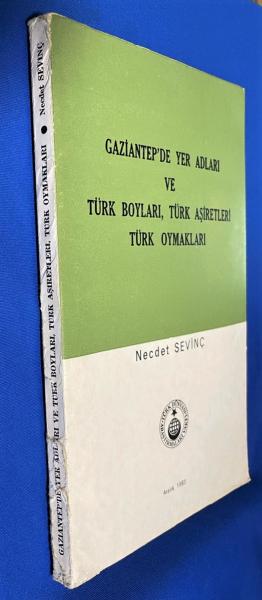 GAZİANTEP'DE YER ADLARI
VE
TÜRK BOYLARI, TÜRK AŞİRETLERİ
TÜRK OYMAKLARI
Necdet SEVİNÇ
GAZİANTEP'DE YER ADLARI VE TÜRK BOYLARI, TÜRK AŞİRETLERİ, TÜRK OYMAKLARI • Necdet SEVİNÇ